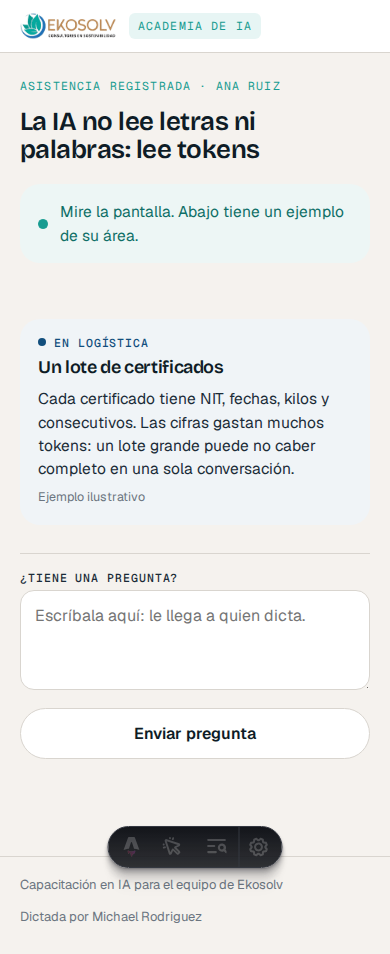 EKOSOLV
ACADEMIA DE IA
ASISTENCIA REGISTRADA · ANA RUIZ
La IA no lee letras ni
palabras: lee tokens
Mire la pantalla. Abajo tiene un ejemplo
de su área.
EN LOGÍSTICA
Un lote de certificados
Cada certificado tiene NIT, fechas, kilos y
consecutivos. Las cifras gastan muchos
tokens: un lote grande puede no caber
completo en una sola conversación.
Ejemplo ilustrativo
¿TIENE UNA PREGUNTA?
Escríbala aquí: le llega a quien dicta.
Enviar pregunta
Capacitación en IA para el equipo de Ekosolv
Dictada por Michael Rodriguez